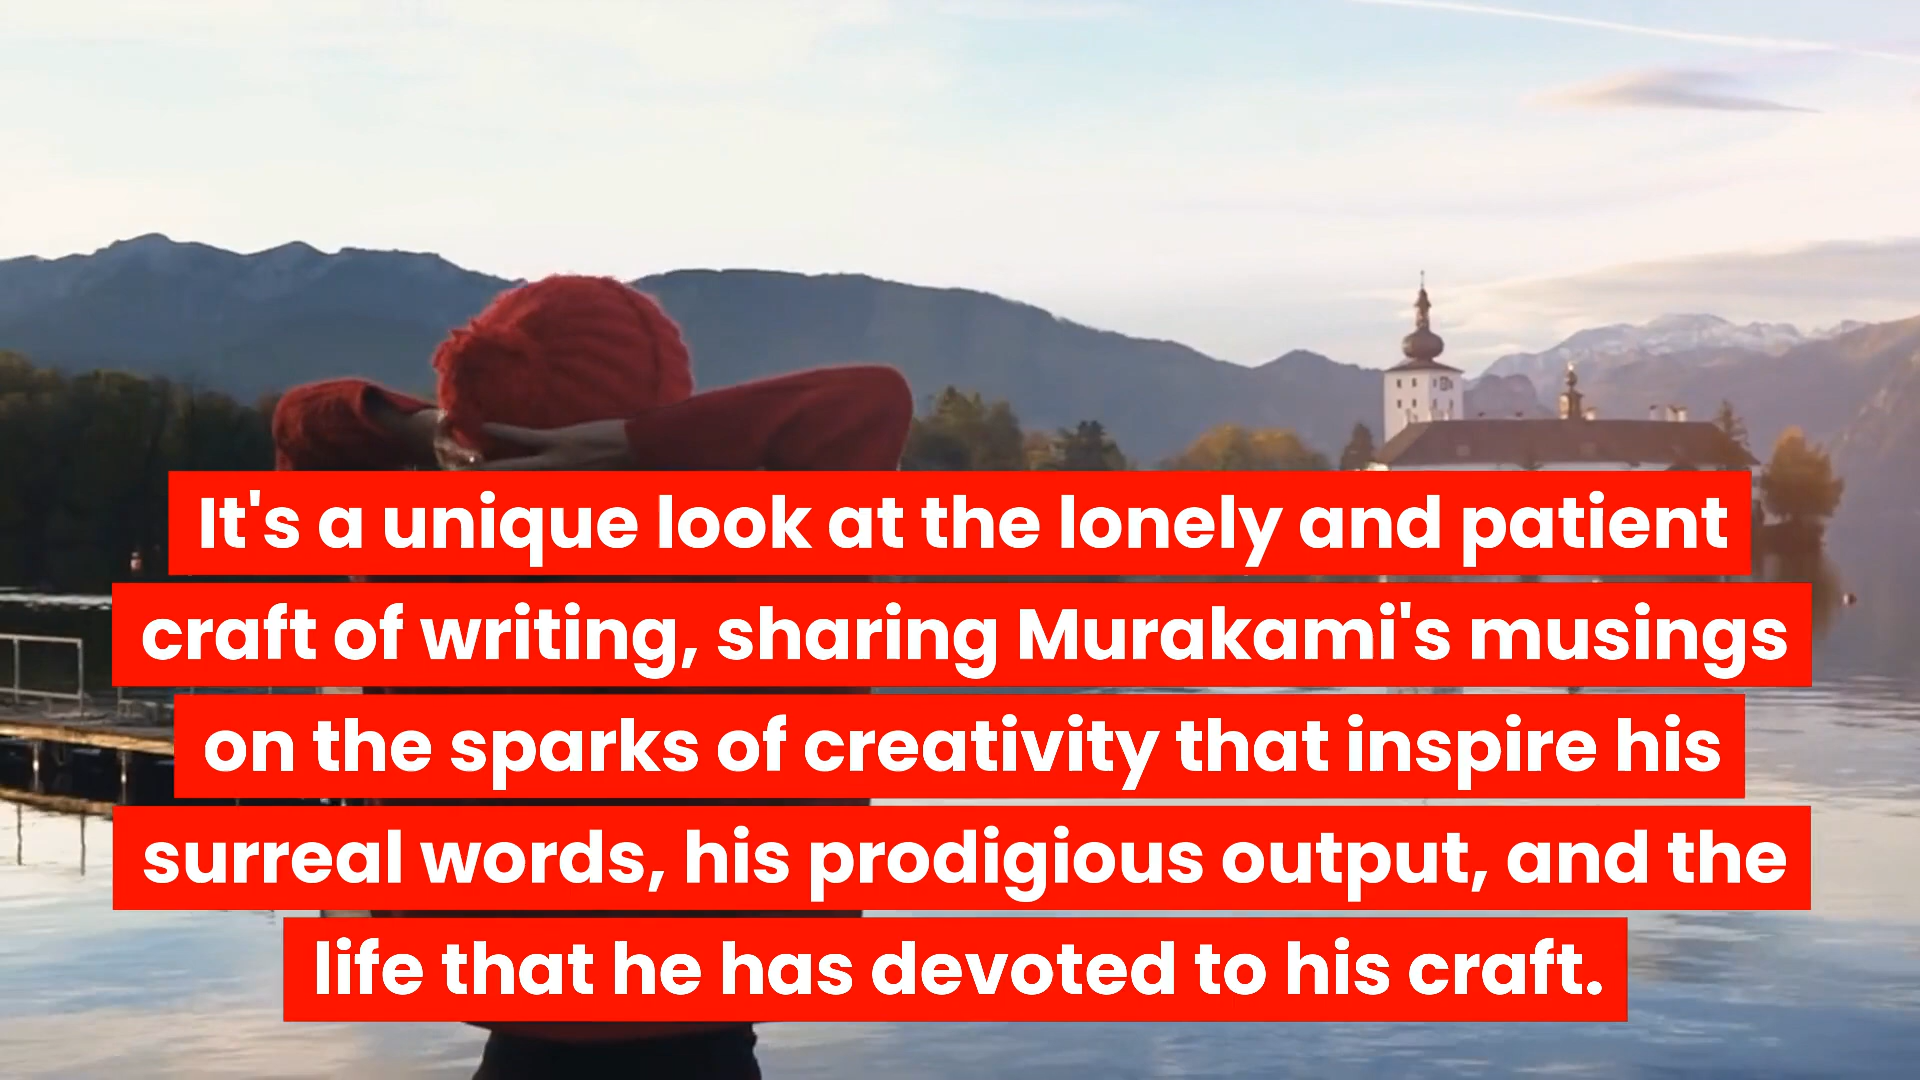 It's a unique look at the lonely and patient
craft of writing, sharing Murakami's musings
on the sparks of creativity that inspire his
surreal words, his prodigious output, and the
life that he has devoted to his craft.